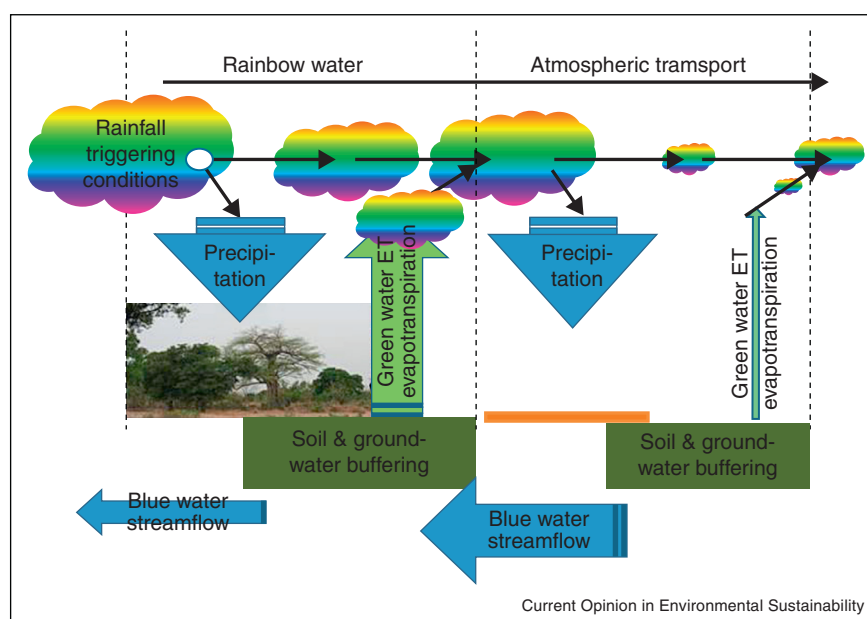 Rainbow water
Atmospheric transport
Rainfall
triggering
conditions
Precipi-
tation
Green water ET
evapotranspiration
Precipi-
tation
Green water ET
evapotranspiration
Soil & ground-
water buffering
Soil & ground-
water buffering
Blue water
streamflow
Blue water
streamflow
Current Opinion in Environmental Sustainability